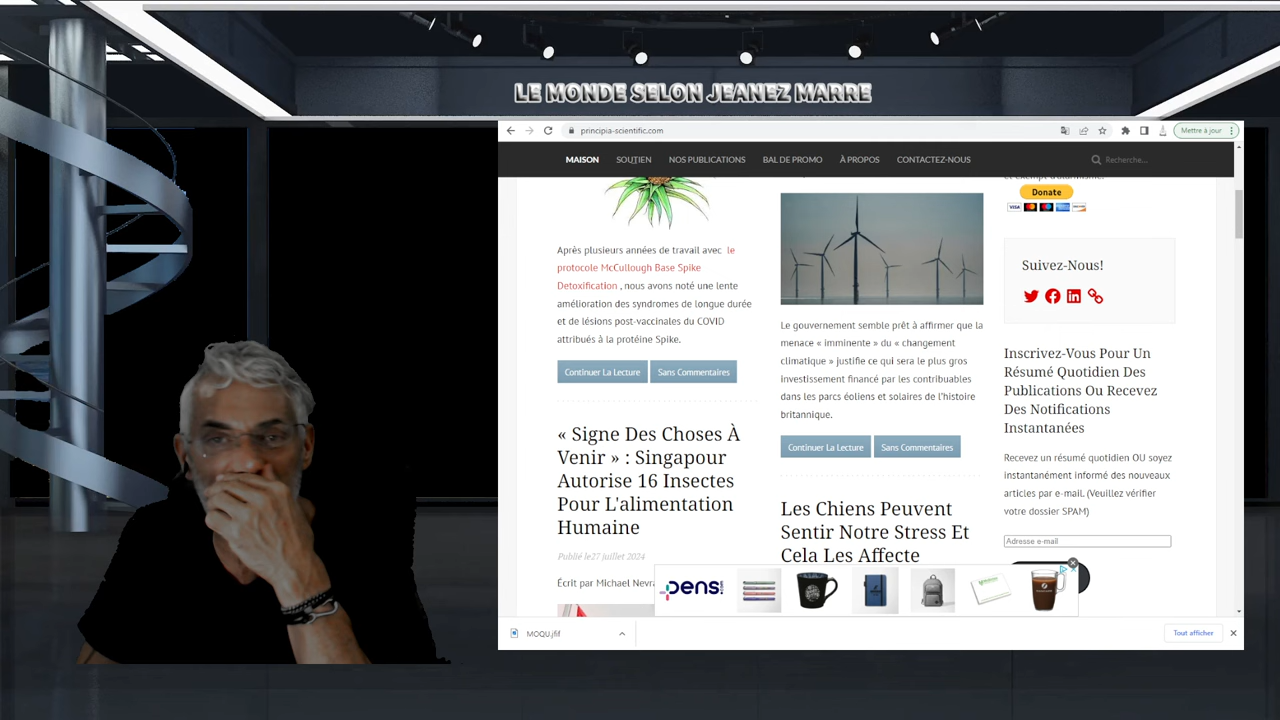 LE MONDE SELON JEANEZ MARRE
principia-scientific.com
Mettre à jour
MAISON SOUTIEN NOS PUBLICATIONS BAL DE PROMO À PROPOS CONTACTEZ-NOUS Recherche...
Après plusieurs années de travail avec le
protocole McCullough Base Spike
Detoxification , nous avons noté une lente
amélioration des syndromes de longue durée
et de lésions post-vaccinales du COVID
attribués à la protéine Spike.
Continuer La Lecture Sans Commentaires
« Signe Des Choses À
Venir » : Singapour
Autorise 16 Insectes
Pour L'alimentation
Humaine
Publié le27 juillet 2024
Écrit par Michael Nevra
Le gouvernement semble prêt à affirmer que la
menace « imminente » du « changement
climatique » justifie ce qui sera le plus gros
investissement financé par les contribuables
dans les parcs éoliens et solaires de l'histoire
britannique.
Continuer La Lecture Sans Commentaires
Les Chiens Peuvent
Sentir Notre Stress Et
Cela Les Affecte
Donate
VISA
Suivez-Nous!
Inscrivez-Vous Pour Un
Résumé Quotidien Des
Publications Ou Recevez
Des Notifications
Instantanées
Recevez un résumé quotidien OU soyez
instantanément informé des nouveaux
articles par e-mail. (Veuillez vérifier
votre dossier SPAM)
Adresse e-mail
pens.com
MOQU.jfif
Tout afficher